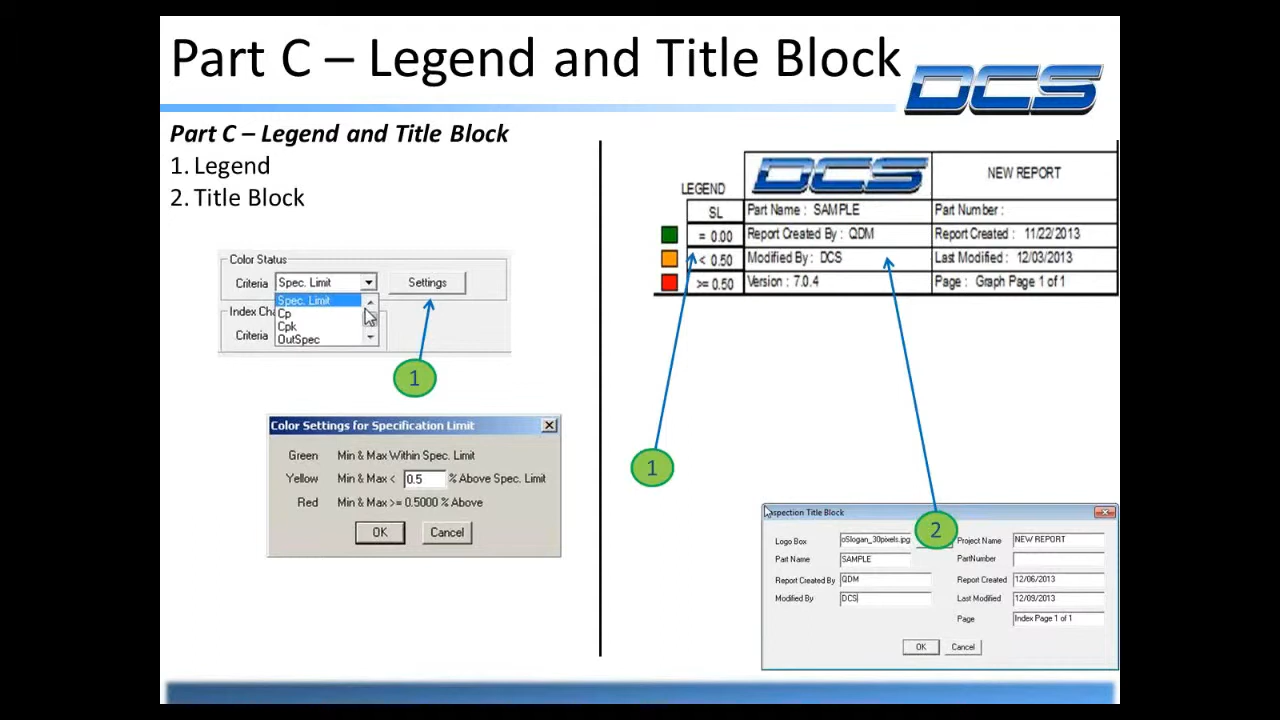 Part C – Legend and Title Block
DCS
Part C – Legend and Title Block
1. Legend
2. Title Block
Color Status
Criteria Spec. Limit Settings
Spec. Limit
Cp
Cpk
OutSpec
Index Cha
Criteria
1
Color Settings for Specification Limit
Green Min & Max Within Spec. Limit
Yellow Min & Max < 0.5 % Above Spec. Limit
Red Min & Max >= 0.5000 % Above
OK Cancel
DCS NEW REPORT
LEGEND
SL Part Name : SAMPLE Part Number :
= 0.00 Report Created By : QDM Report Created : 11/22/2013
< 0.50 Modified By : DCS Last Modified : 12/03/2013
>= 0.50 Version : 7.0.4 Page : Graph Page 1 of 1
1
2
nspection Title Block
Logo Box oSlogan_30pixels.jpg Project Name NEW REPORT
Part Name SAMPLE PartNumber
Report Created By QDM Report Created 12/06/2013
Modified By DCS Last Modified 12/09/2013
Page Index Page 1 of 1
OK Cancel